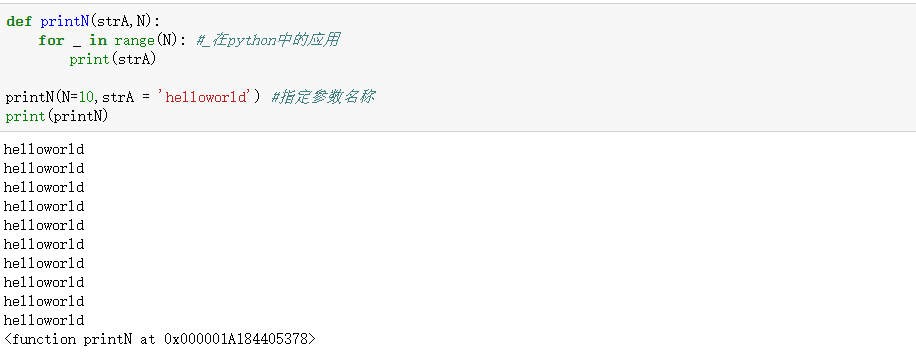 def printN(strA,N):
    for _ in range(N): #_在python中的应用
        print(strA)
printN(N=10,strA = 'helloworld') #指定参数名称
print(printN)
helloworld
helloworld
helloworld
helloworld
helloworld
helloworld
helloworld
helloworld
helloworld
helloworld
<function printN at 0x000001A184405378>